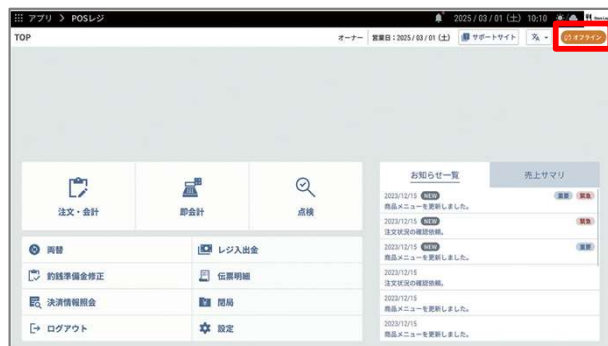 アプリ > POSレジ
2025/03/01 (土) 10:10
TOP
オーナー
営業日:2025/03/01 (土)
サポートサイト
オフライン
注文・会計
即会計
点検
両替
レジ入出金
釣銭準備金修正
伝票明細
決済情報照会
閉局
ログアウト
設定
お知らせ一覧
売上サマリ
2023/12/15 NEW 重要 緊急
商品メニューを更新しました。
2023/12/15 NEW 緊急
注文状況の確認依頼。
2023/12/15 NEW 重要
商品メニューを更新しました。
2023/12/15
注文状況の確認依頼。
2023/12/15
商品メニューを更新しました。
2023/12/15
商品メニューを更新しました。